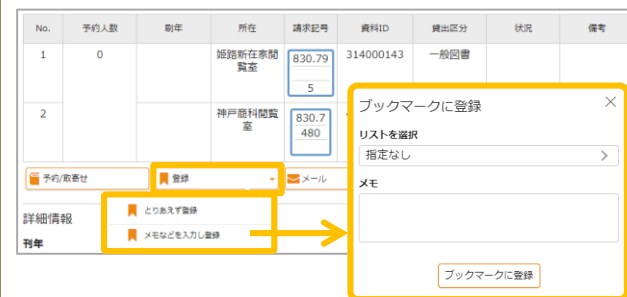 No. 予約人数 刷年 所在 請求記号 資料ID 貸出区分 状況 備考
1 0 姫路新在家閲覧室 830.79 5 314000143 一般図書
2 神戸商科閲覧室 830.7 480
予約/取寄せ 登録 メール
とりあえず登録
メモなどを入力し登録
詳細情報
刊年
ブックマークに登録
リストを選択
指定なし
メモ
ブックマークに登録